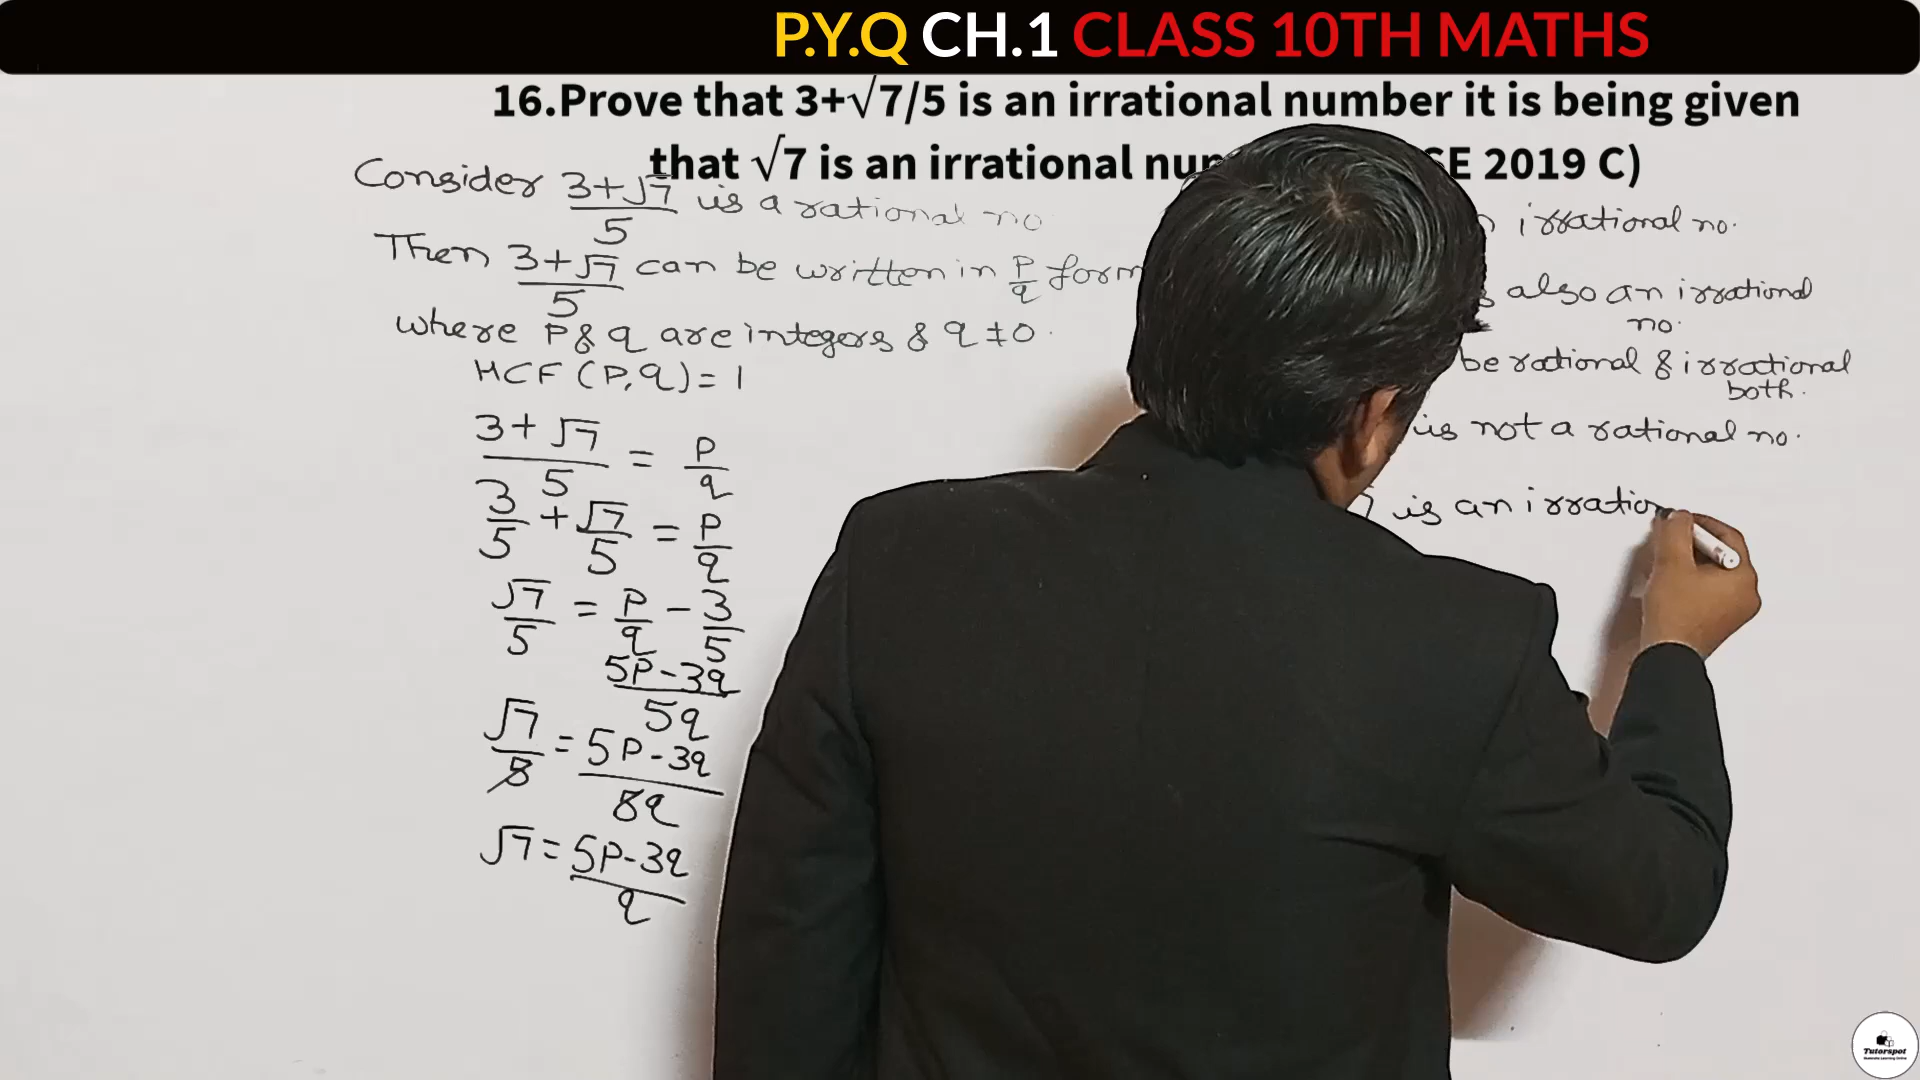 P.Y.Q CH.1 CLASS 10TH MATHS
16.Prove that 3+√7/5 is an irrational number it is being given
that √7 is an irrational 2019 C)
Consider 3+√7/5 is a rational no
Then 3+√7/5 can be written in P/q form
where P & q are integers & q ≠ 0.
HCF (P,q) = 1
3+√7/5 = P/q
3/5 + √7/5 = P/q
√7/5 = P/q - 3/5
5P-3q/5q
√7/5 = 5P-3q/5q
√7 = 5P-3q/q
irrational no.
also an irrational
no.
be rational & irrational
both.
is not a rational no.
is an irratio
Tutorspot